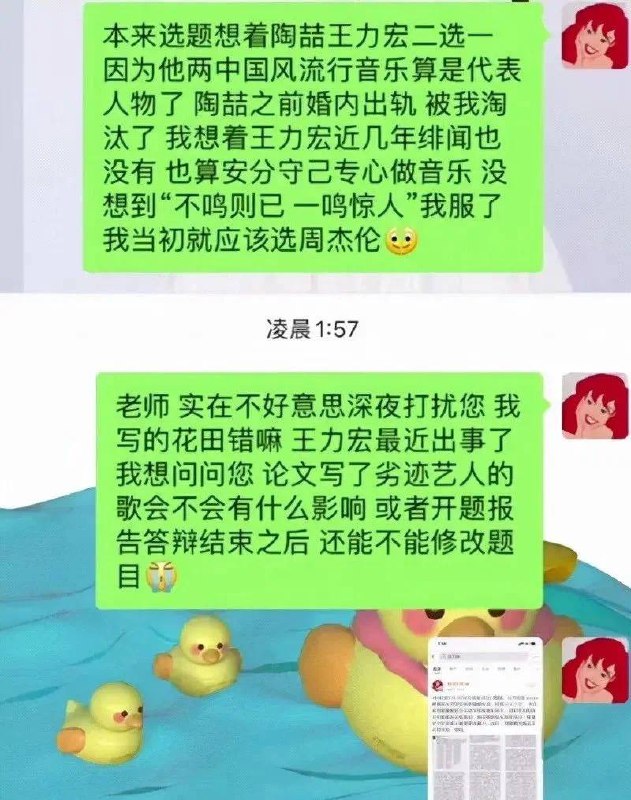 本来选题想着陶喆王力宏二选一
因为他两中国风流行音乐算是代表
人物了 陶喆之前婚内出轨 被我淘
汰了 我想着王力宏近几年绯闻也
没有 也算安分守己专心做音乐 没
想到“不鸣则已 一鸣惊人”我服了
我当初就应该选周杰伦
凌晨1:57
老师 实在不好意思深夜打扰您 我
写的花田错嘛 王力宏最近出事了
我想问问您 论文写了劣迹艺人的
歌会不会有什么影响 或者开题报
告答辩结束之后 还能不能修改题
目